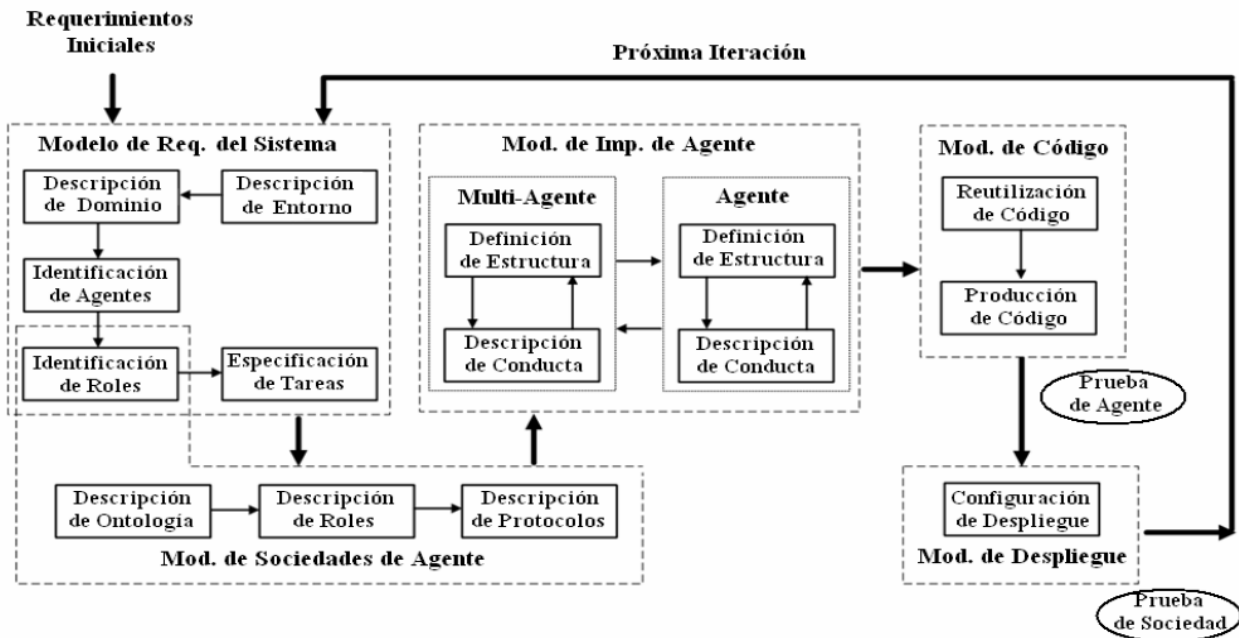 Requerimientos
Iniciales
Próxima Iteración
Modelo de Req. del Sistema
Descripción
de Dominio
Descripción
de Entorno
Identificación
de Agentes
Identificación
de Roles
Especificación
de Tareas
Mod. de Imp. de Agente
Multi-Agente
Definición
de Estructura
Descripción
de Conducta
Agente
Definición
de Estructura
Descripción
de Conducta
Mod. de Código
Reutilización
de Código
Producción
de Código
Prueba
de Agente
Descripción
de Ontología
Descripción
de Roles
Descripción
de Protocolos
Mod. de Sociedades de Agente
Configuración
de Despliegue
Mod. de Despliegue
Prueba
de Sociedad